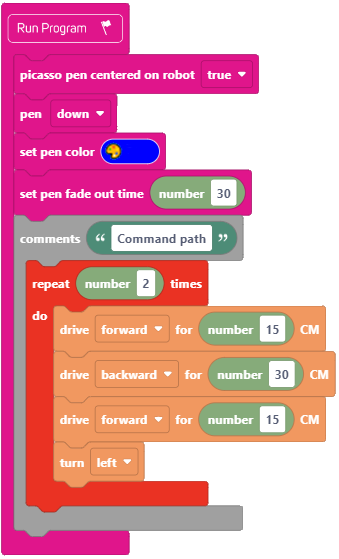 Run Program
picasso pen centered on robot true
pen down
set pen color
set pen fade out time number 30
comments “ Command path ”
repeat number 2 times
do
drive forward for number 15 CM
drive backward for number 30 CM
drive forward for number 15 CM
turn left